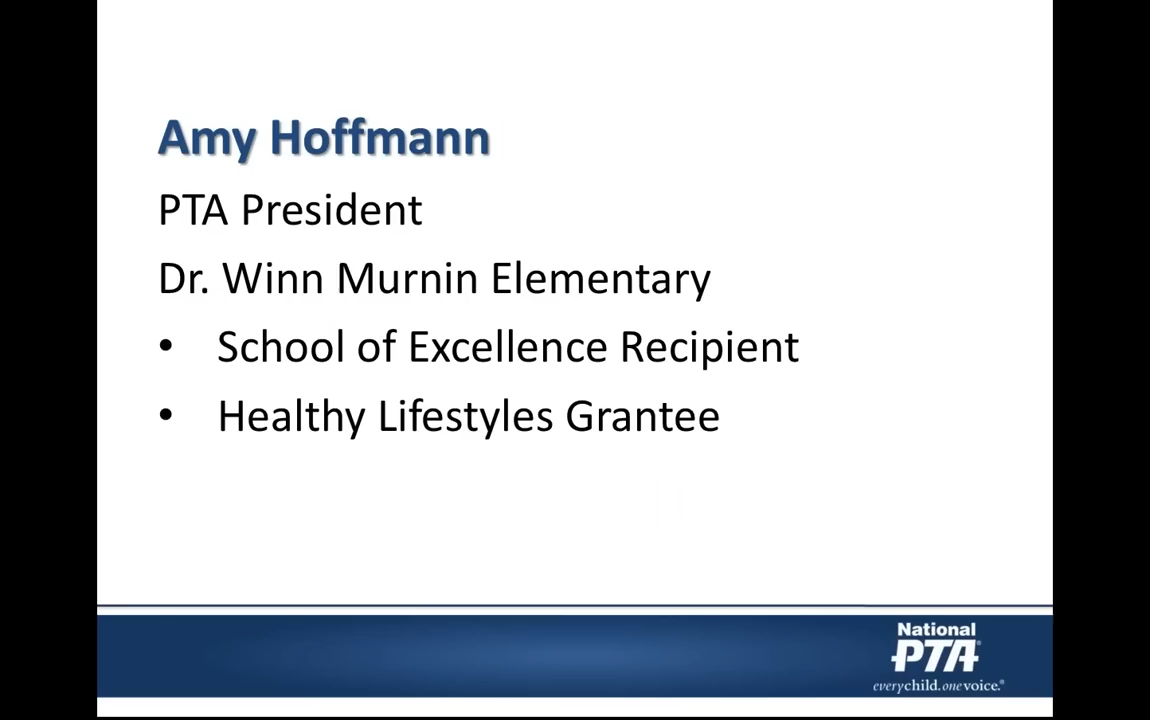 Amy Hoffmann
PTA President
Dr. Winn Murnin Elementary
• School of Excellence Recipient
• Healthy Lifestyles Grantee
National
PTA®
everychild.onevoice.®